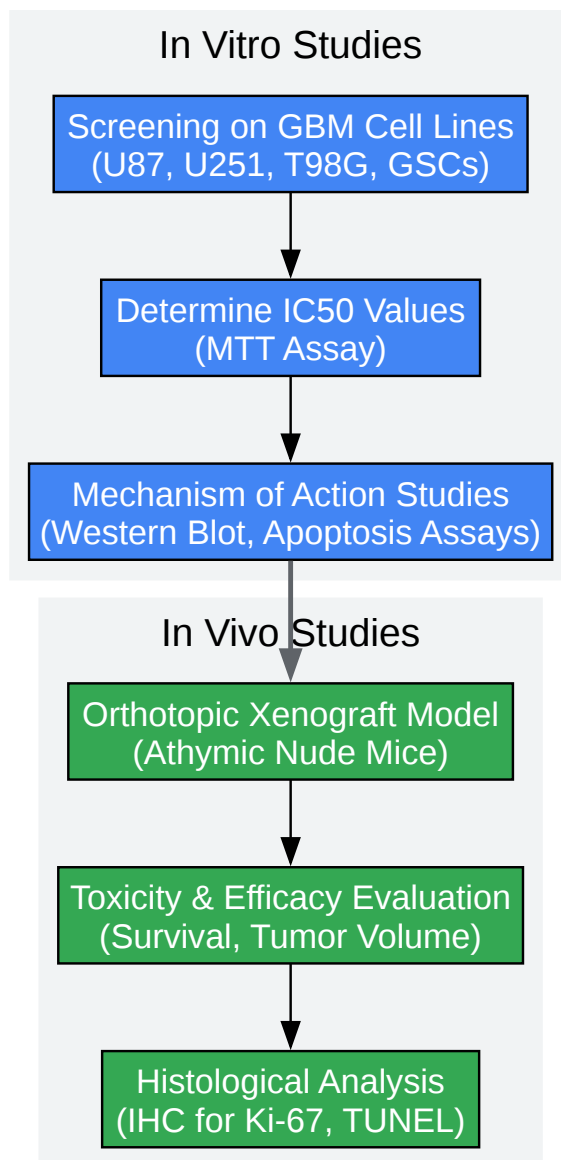 In Vitro Studies
Screening on GBM Cell Lines
(U87, U251, T98G, GSCs)
Determine IC50 Values
(MTT Assay)
Mechanism of Action Studies
(Western Blot, Apoptosis Assays)
In Vivo Studies
Orthotopic Xenograft Model
(Athymic Nude Mice)
Toxicity & Efficacy Evaluation
(Survival, Tumor Volume)
Histological Analysis
(IHC for Ki-67, TUNEL)